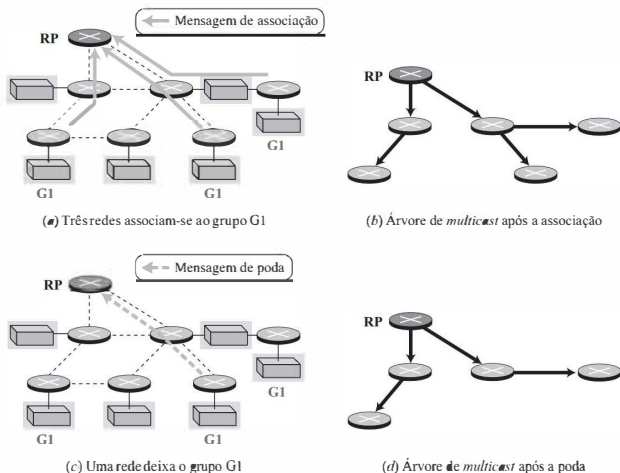 Mensagem de associação
RP
G1
G1
G1
(a) Três redes associam-se ao grupo G1
RP
(b) Árvore de multicast após a associação
Mensagem de poda
RP
G1
G1
G1
(c) Uma rede deixa o grupo G1
RP
(d) Árvore de multicast após a poda